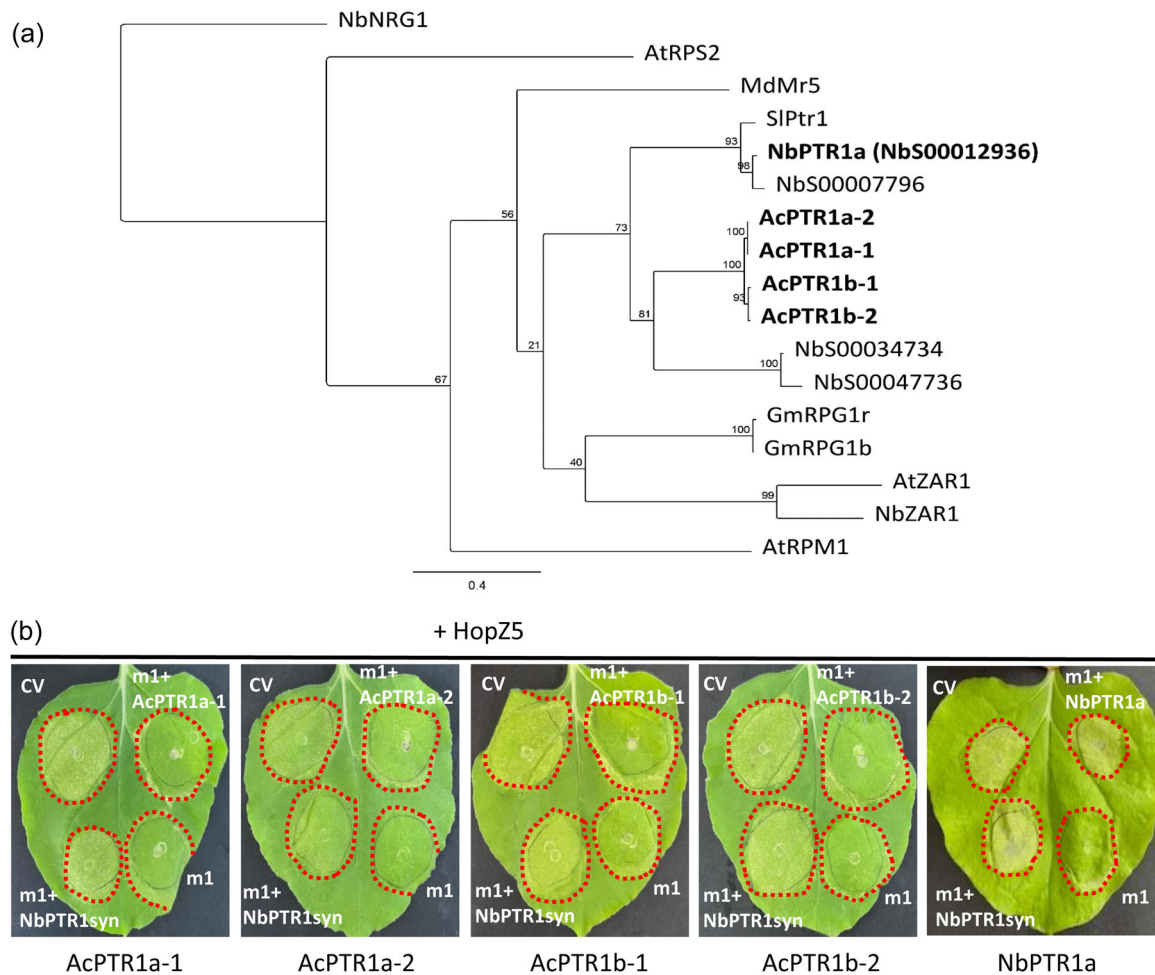 (a)
NbNRG1
AtRPS2
MdMr5
SlPtr1
93
NbPTR1a (NbS00012936)
98
NbS00007796
56
73
AcPTR1a-2
100
AcPTR1a-1
100
AcPTR1b-1
93
AcPTR1b-2
81
NbS00034734
100
NbS00047736
21
67
GmRPG1r
100
GmRPG1b
40
AtZAR1
99
NbZAR1
AtRPM1
0.4
(b)
+ HopZ5
CV
m1+
AcPTR1a-1
m1+
NbPTR1syn
m1
AcPTR1a-1
CV
m1+
AcPTR1a-2
m1+
NbPTR1syn
m1
AcPTR1a-2
CV
m1+
AcPTR1b-1
m1+
NbPTR1syn
m1
AcPTR1b-1
CV
m1+
AcPTR1b-2
m1+
NbPTR1syn
m1
AcPTR1b-2
CV
m1+
NbPTR1a
m1+
NbPTR1syn
m1
NbPTR1a